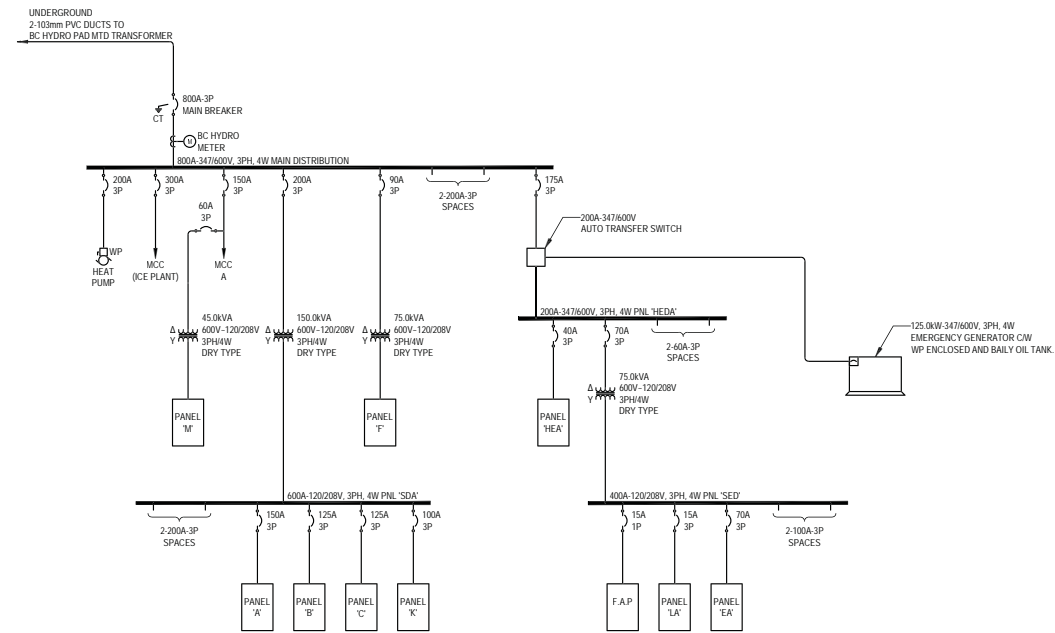 UNDERGROUND
2-103mm PVC DUCTS TO
BC HYDRO PAD MTD TRANSFORMER
800A-3P
MAIN BREAKER
CT
M
BC HYDRO
METER
800A-347/600V, 3PH, 4W MAIN DISTRIBUTION
200A
3P
300A
3P
150A
3P
200A
3P
90A
3P
2-200A-3P
SPACES
175A
3P
60A
3P
WP
HEAT
PUMP
MCC
(ICE PLANT)
MCC
A
200A-347/600V
AUTO TRANSFER SWITCH
45.0kVA
600V~120/208V
3PH/4W
DRY TYPE
Δ
Y
150.0kVA
600V~120/208V
3PH/4W
DRY TYPE
Δ
Y
75.0kVA
600V~120/208V
3PH/4W
DRY TYPE
Δ
Y
200A-347/600V, 3PH, 4W PNL 'HEDA'
40A
3P
70A
3P
2-60A-3P
SPACES
125.0kW-347/600V, 3PH, 4W
EMERGENCY GENERATOR C/W
WP ENCLOSED AND BAILY OIL TANK.
75.0kVA
600V~120/208V
3PH/4W
DRY TYPE
Δ
Y
PANEL
'M'
PANEL
'F'
PANEL
'HEA'
600A-120/208V, 3PH, 4W PNL 'SDA'
2-200A-3P
SPACES
150A
3P
125A
3P
125A
3P
100A
3P
400A-120/208V, 3PH, 4W PNL 'SED'
15A
1P
15A
3P
70A
3P
2-100A-3P
SPACES
PANEL
'A'
PANEL
'B'
PANEL
'C'
PANEL
'K'
F.A.P
PANEL
'LA'
PANEL
'EA'